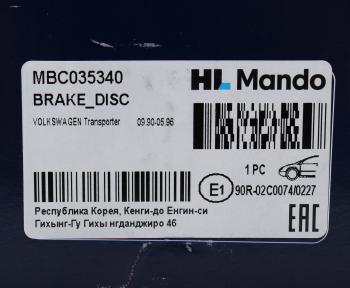 MBC035340
HL Mando
BRAKE_DISC
VOLKSWAGEN Transporter 09.90-05.96
1 PC
E1
90R-02C0074/0227
Республика Корея, Кенги-до Енгин-си
Гихынг-Гу Гихы нгданджиро 46
EAC